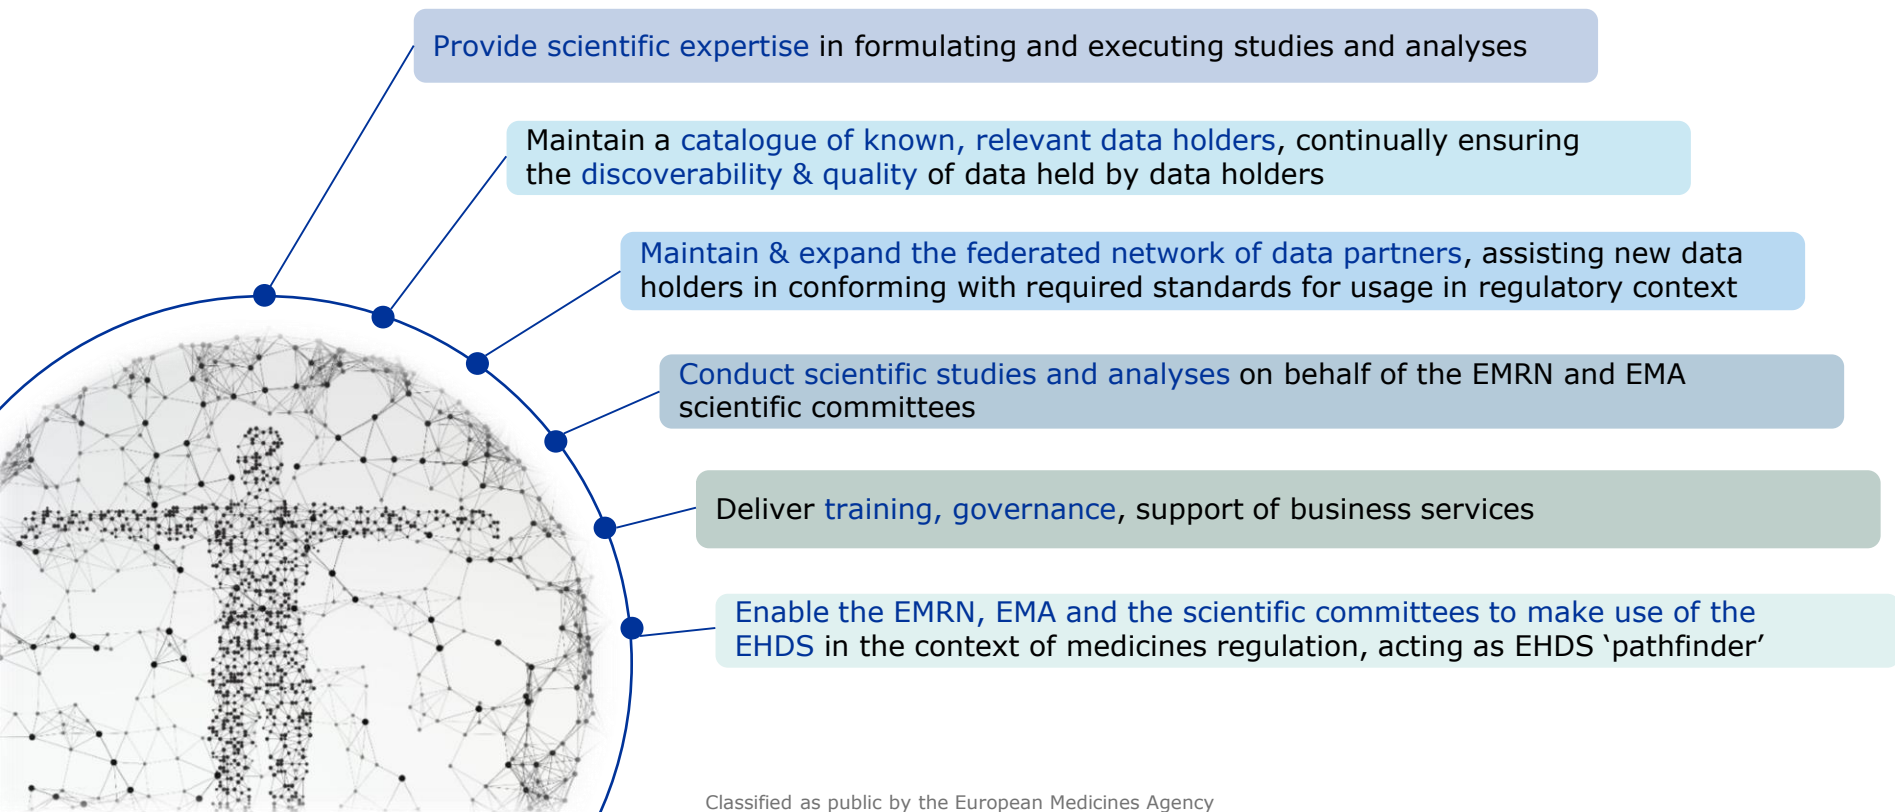 Provide scientific expertise in formulating and executing studies and analyses
Maintain a catalogue of known, relevant data holders, continually ensuring
the discoverability & quality of data held by data holders
Maintain & expand the federated network of data partners, assisting new data
holders in conforming with required standards for usage in regulatory context
Conduct scientific studies and analyses on behalf of the EMRN and EMA
scientific committees
Deliver training, governance, support of business services
Enable the EMRN, EMA and the scientific committees to make use of the
EHDS in the context of medicines regulation, acting as EHDS ‘pathfinder’
Classified as public by the European Medicines Agency